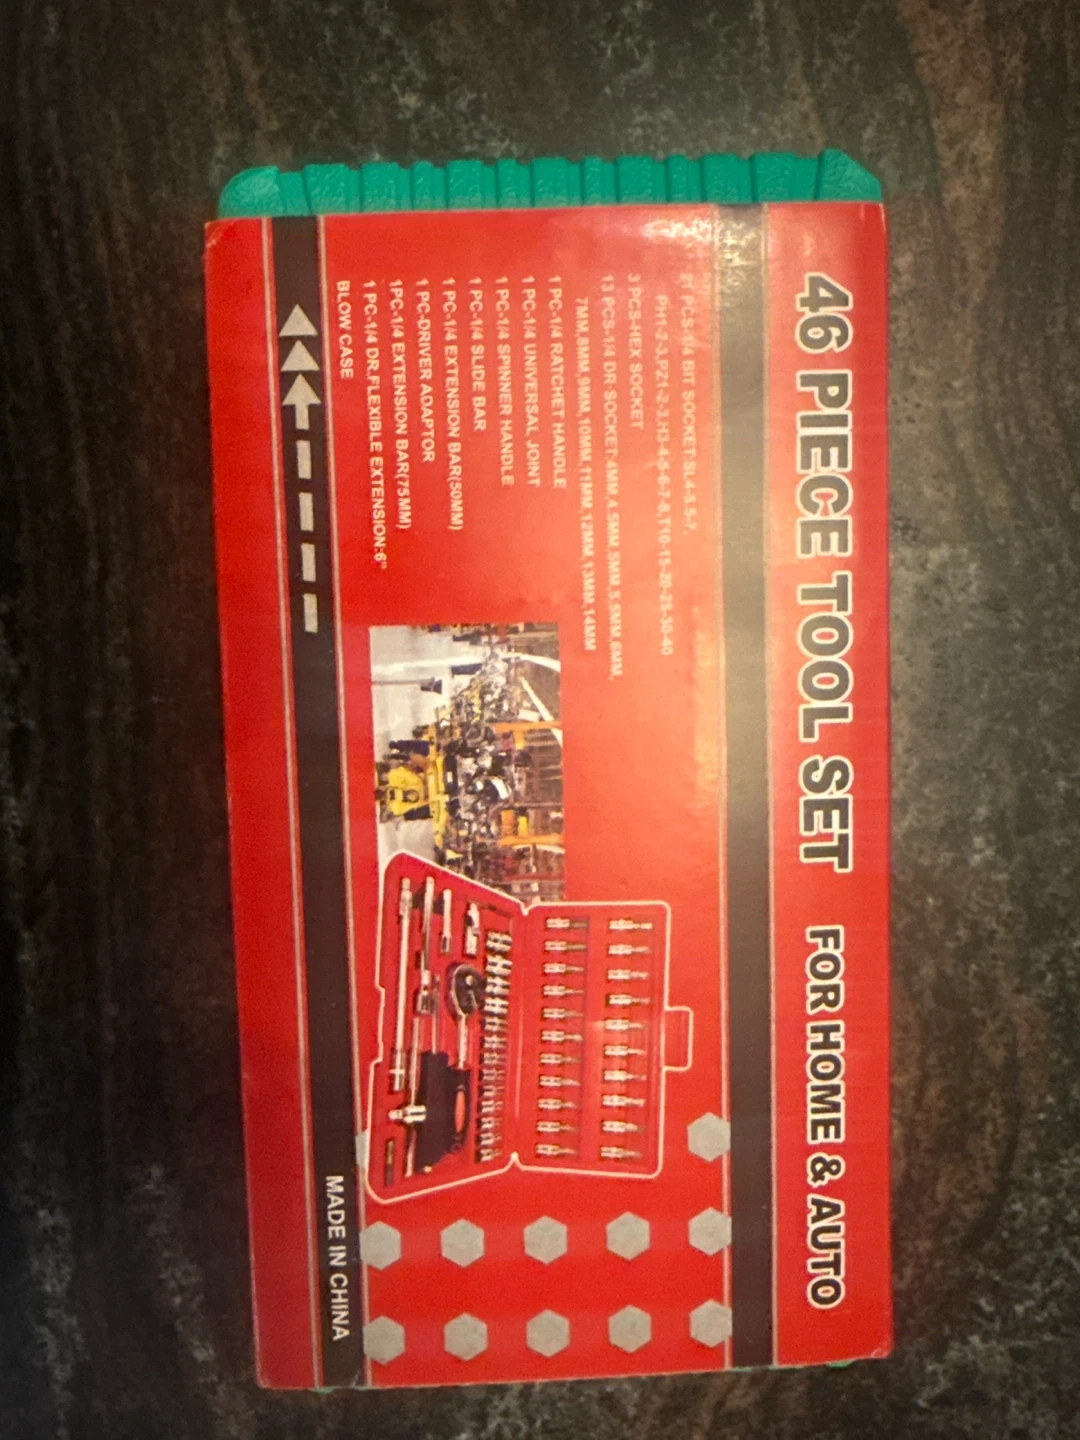 46 PIECE TOOL SET FOR HOME & AUTO
21 PCS-1/4 BIT SOCKET:SL4-5.5-7,
PH1-2-3,PZ1-2-3,H3-4-5-6-7-8,T10-15-20-25-30-40
3 PCS-HEX SOCKET
13 PCS-1/4 DR SOCKET:4MM,4.5MM,5MM,5.5MM,6MM,
7MM,8MM,9MM,10MM,11MM,12MM,13MM,14MM
1 PC-1/4 RATCHET HANDLE
1 PC-1/4 UNIVERSAL JOINT
1 PC-1/4 SPINNER HANDLE
1 PC-1/4 SLIDE BAR
1 PC-1/4 EXTENSION BAR(50MM)
1 PC-DRIVER ADAPTOR
1PC-1/4 EXTENSION BAR(75MM)
1 PC-1/4 DR.FLEXIBLE EXTENSION:6"
BLOW CASE
MADE IN CHINA